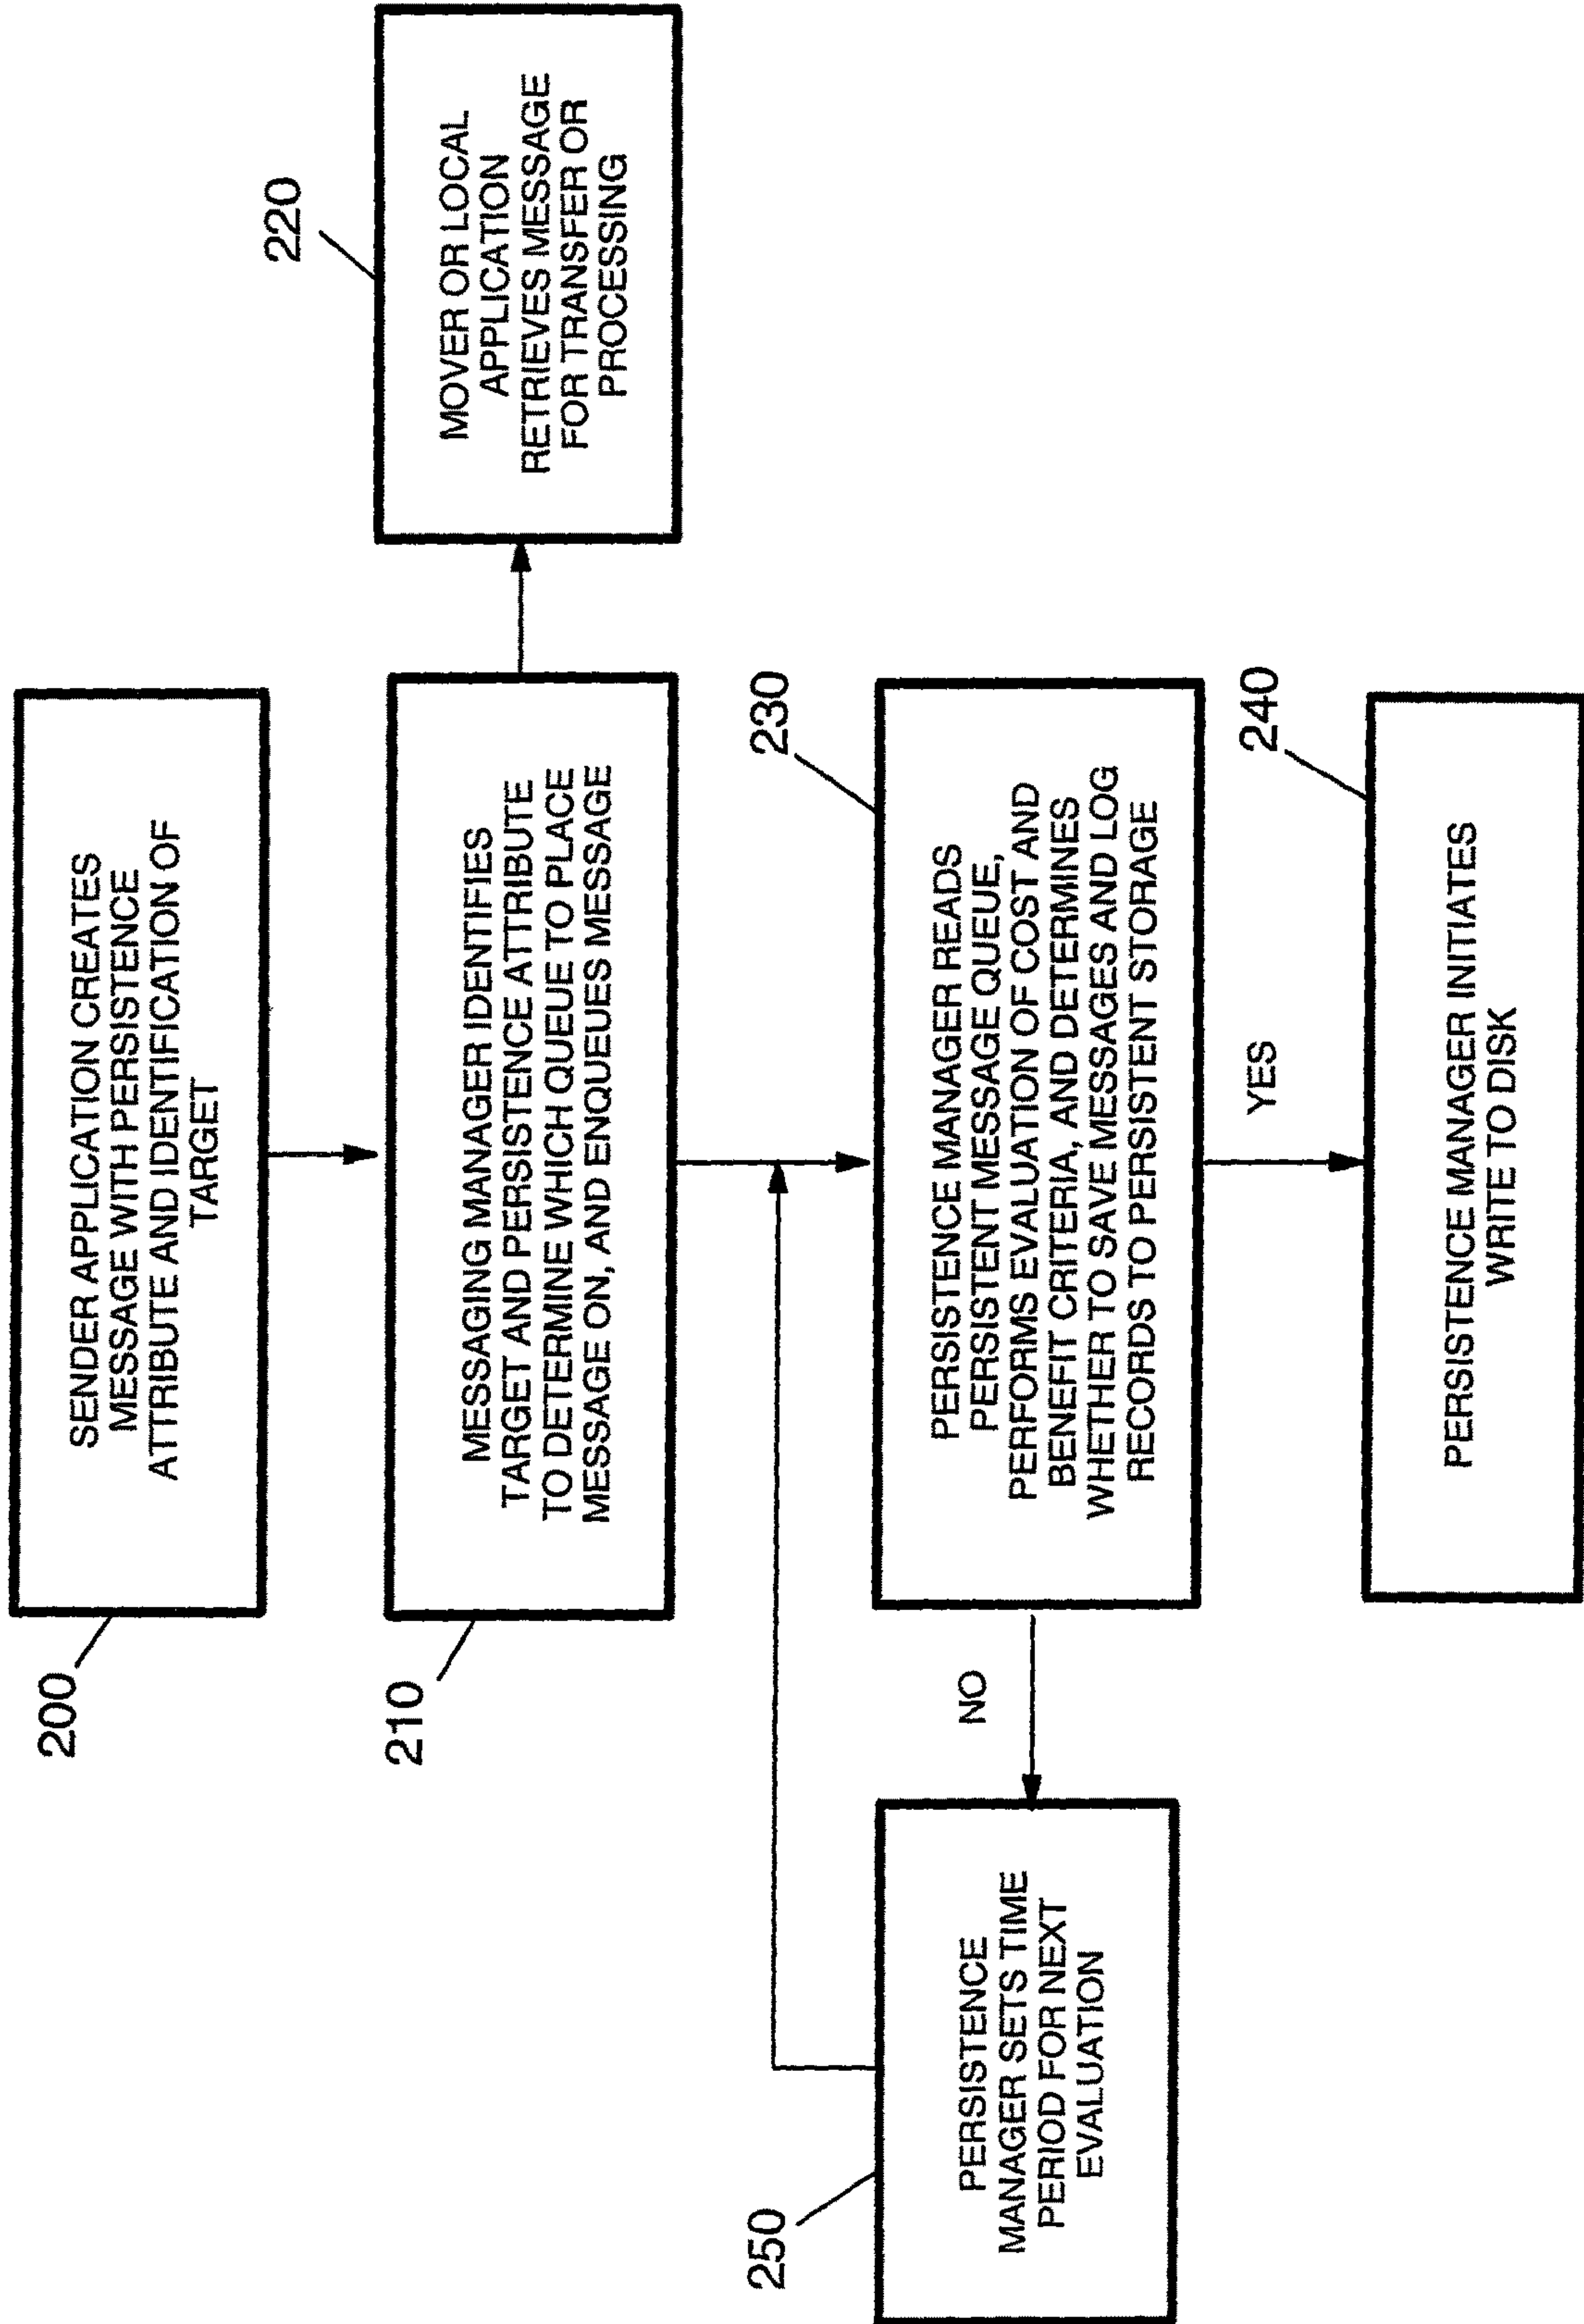 200
SENDER APPLICATION CREATES
MESSAGE WITH PERSISTENCE
ATTRIBUTE AND IDENTIFICATION OF
TARGET
210
MESSAGING MANAGER IDENTIFIES
TARGET AND PERSISTENCE ATTRIBUTE
TO DETERMINE WHICH QUEUE TO PLACE
MESSAGE ON, AND ENQUEUES MESSAGE
220
MOVER OR LOCAL
APPLICATION
RETRIEVES MESSAGE
FOR TRANSFER OR
PROCESSING
230
PERSISTENCE MANAGER READS
PERSISTENT MESSAGE QUEUE,
PERFORMS EVALUATION OF COST AND
BENEFIT CRITERIA, AND DETERMINES
WHETHER TO SAVE MESSAGES AND LOG
RECORDS TO PERSISTENT STORAGE
NO
250
PERSISTENCE
MANAGER SETS TIME
PERIOD FOR NEXT
EVALUATION
YES
240
PERSISTENCE MANAGER INITIATES
WRITE TO DISK